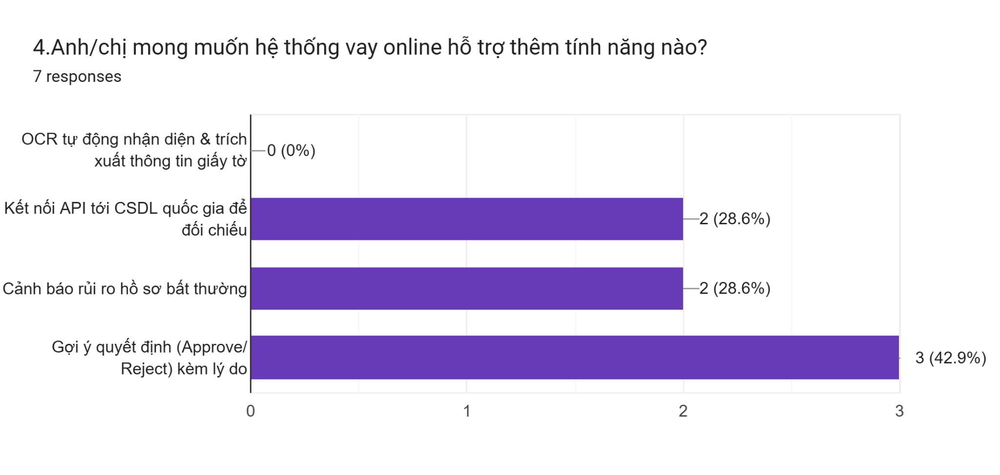 4.Anh/chị mong muốn hệ thống vay online hỗ trợ thêm tính năng nào?
7 responses
OCR tự động nhận diện & trích
xuất thông tin giấy tờ
0 (0%)
Kết nối API tới CSDL quốc gia để
đối chiếu
2 (28.6%)
Cảnh báo rủi ro hồ sơ bất thường
2 (28.6%)
Gợi ý quyết định (Approve/
Reject) kèm lý do
3 (42.9%)
0 1 2 3